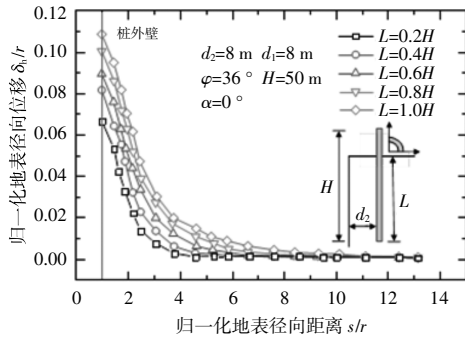 桩外壁
d₂=8 m d₁=8 m
φ=36 ° H=50 m
α=0 °
L=0.2H
L=0.4H
L=0.6H
L=0.8H
L=1.0H
H
d₂
L
0.12
0.10
0.08
0.06
0.04
0.02
0.00
归一化地表径向位移 δₕ/r
0 2 4 6 8 10 12 14
归一化地表径向距离 s/r